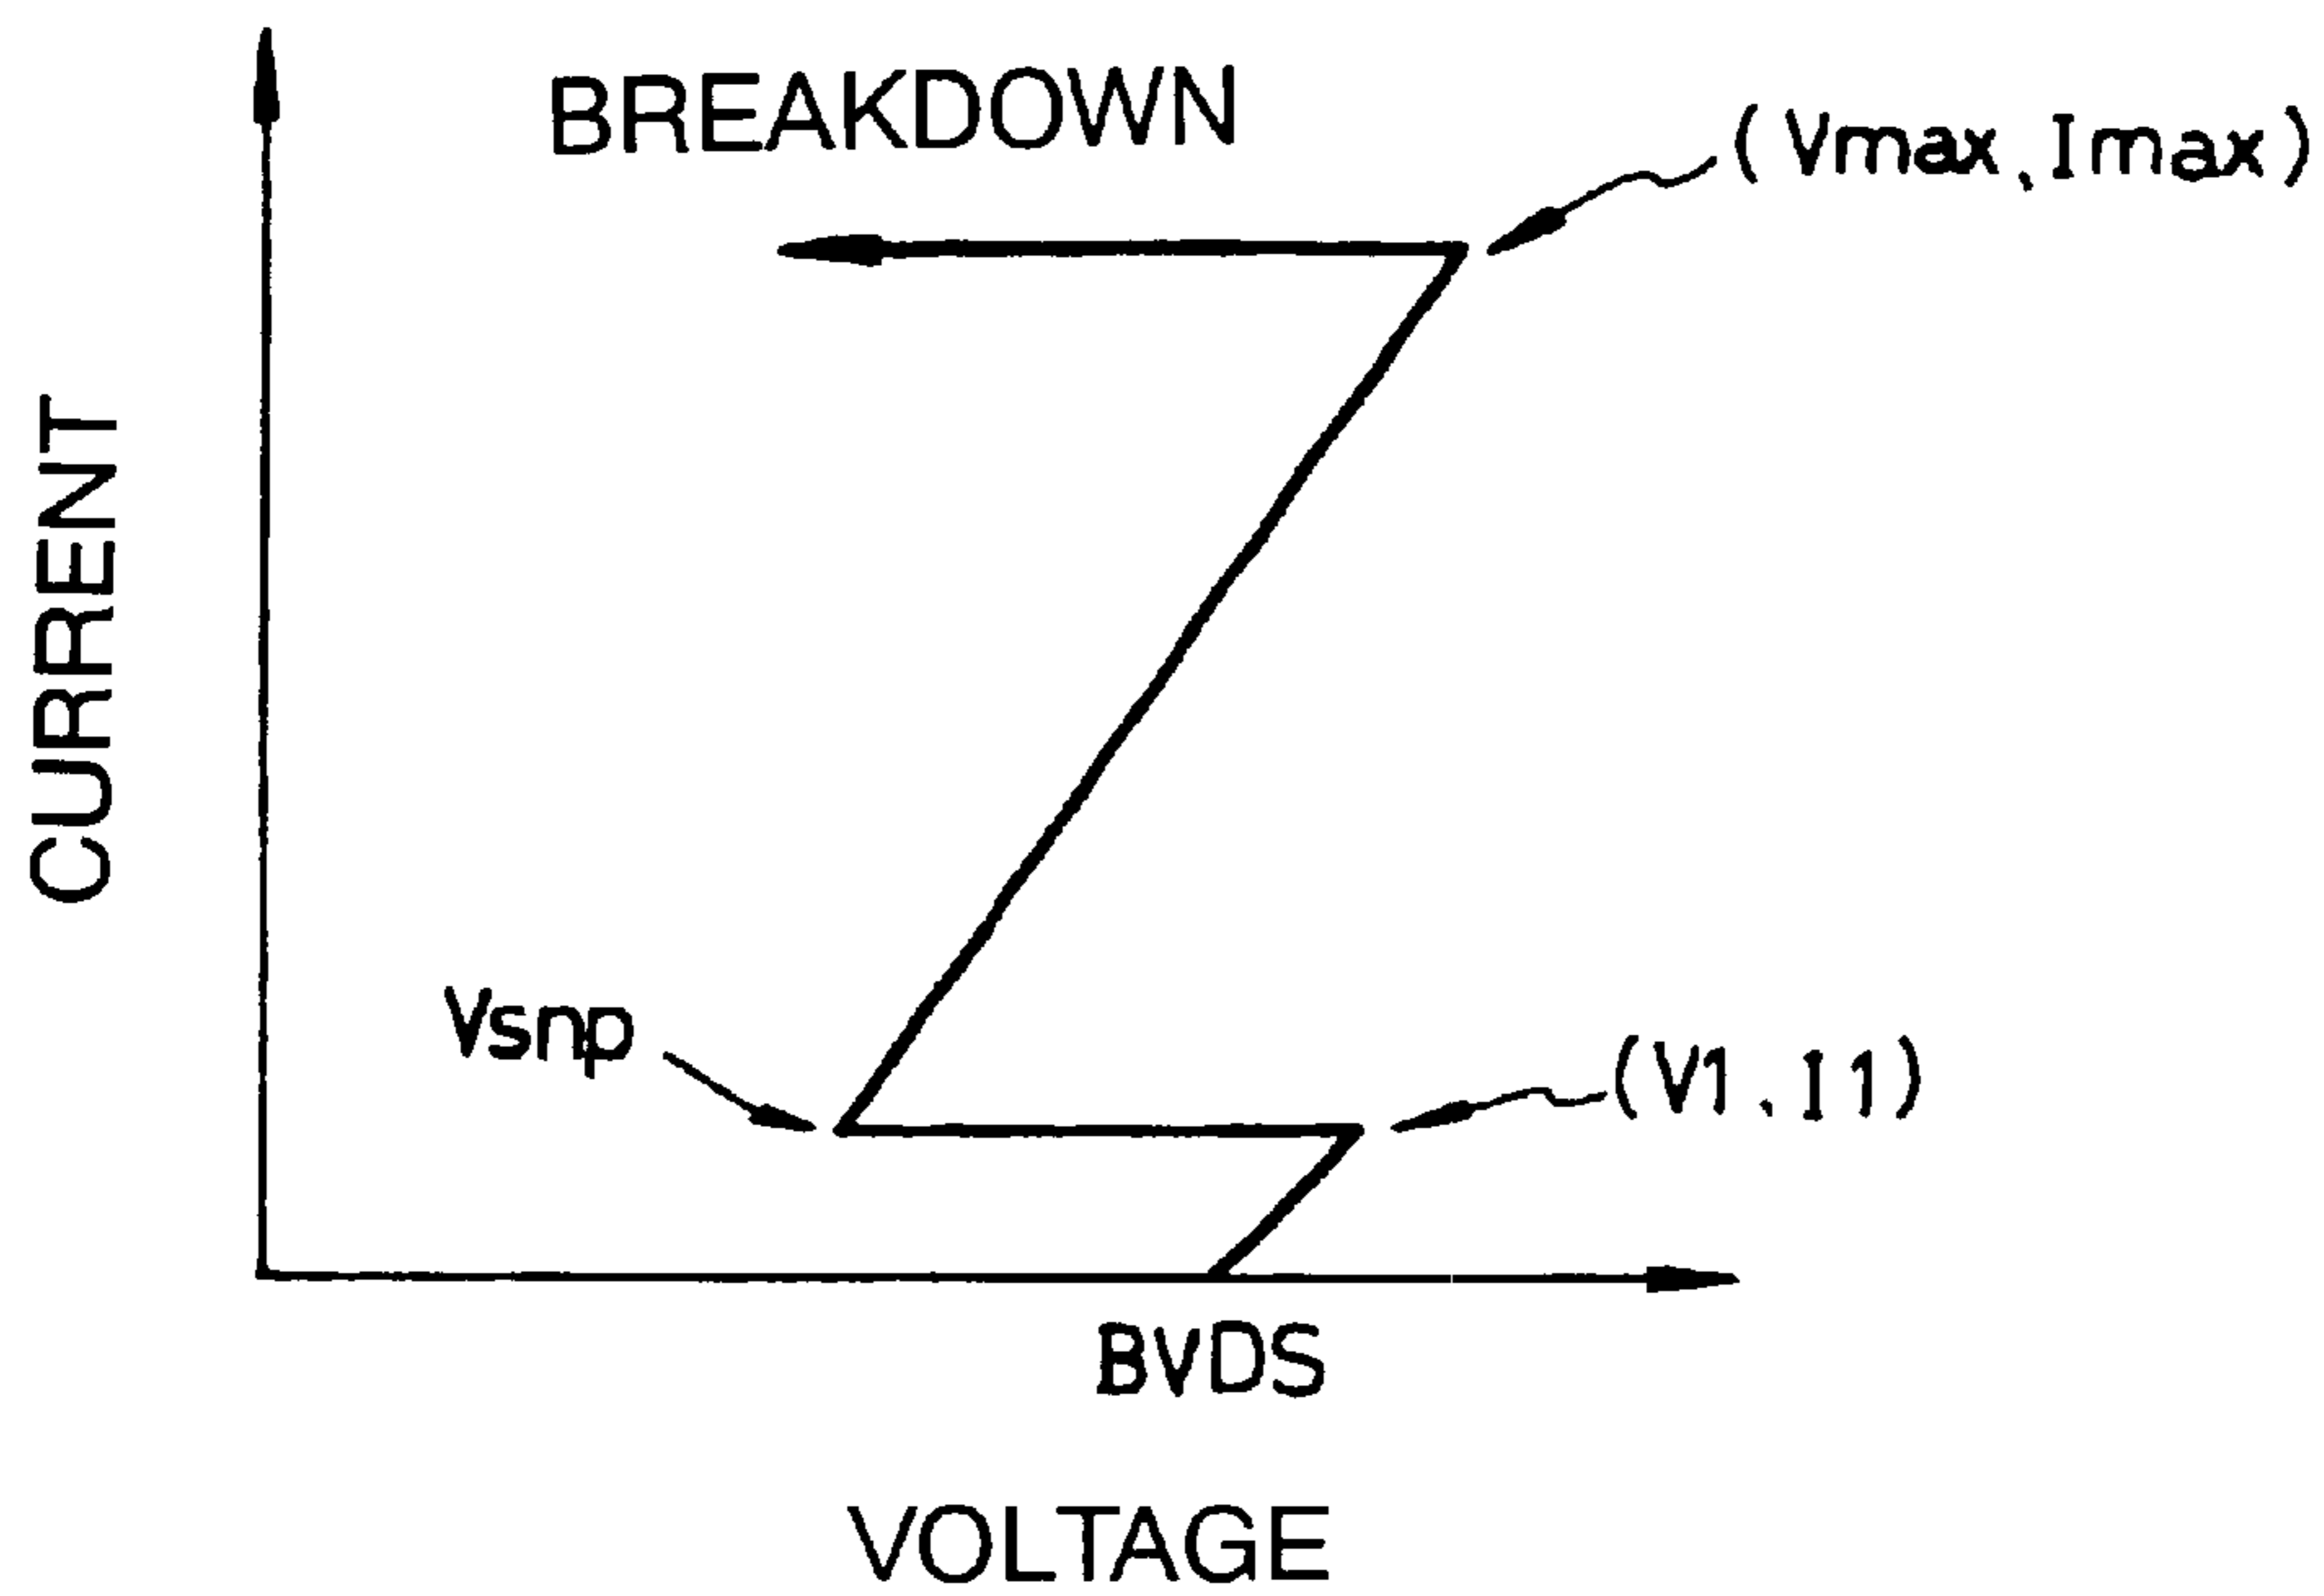 BREAKDOWN
(Vmax、Imax)
CURRENT
Vsnp
(V1、I1)
BVDS
VOLTAGE